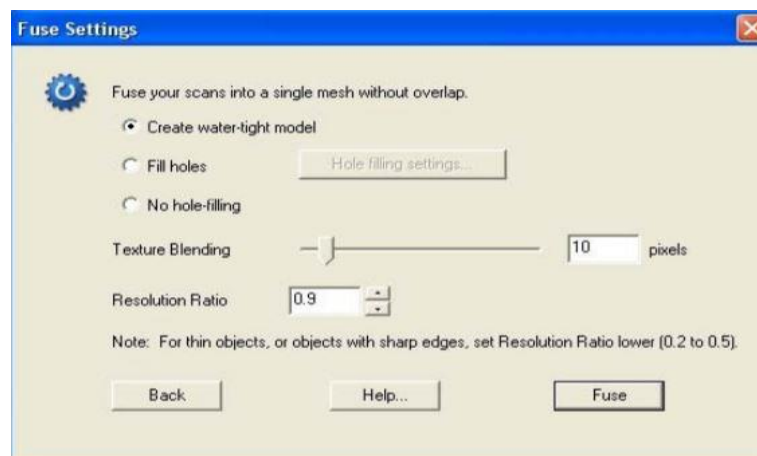 Fuse Settings
Fuse your scans into a single mesh without overlap.
Create water-tight model
Fill holes
Hole filling settings...
No hole-filling
Texture Blending 10 pixels
Resolution Ratio 0.9
Note: For thin objects, or objects with sharp edges, set Resolution Ratio lower (0.2 to 0.5).
Back Help... Fuse